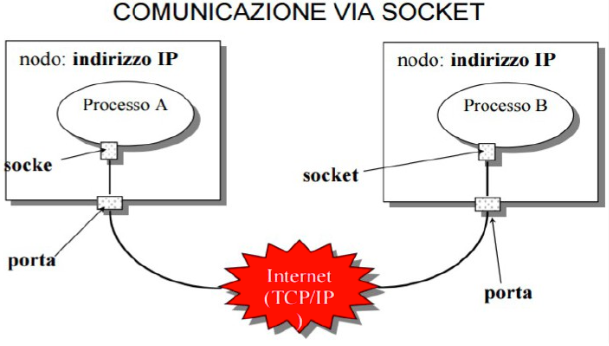 COMUNICAZIONE VIA SOCKET
nodo: indirizzo IP
Processo A
socke
porta
nodo: indirizzo IP
Processo B
socket
porta
Internet
(TCP/IP
)